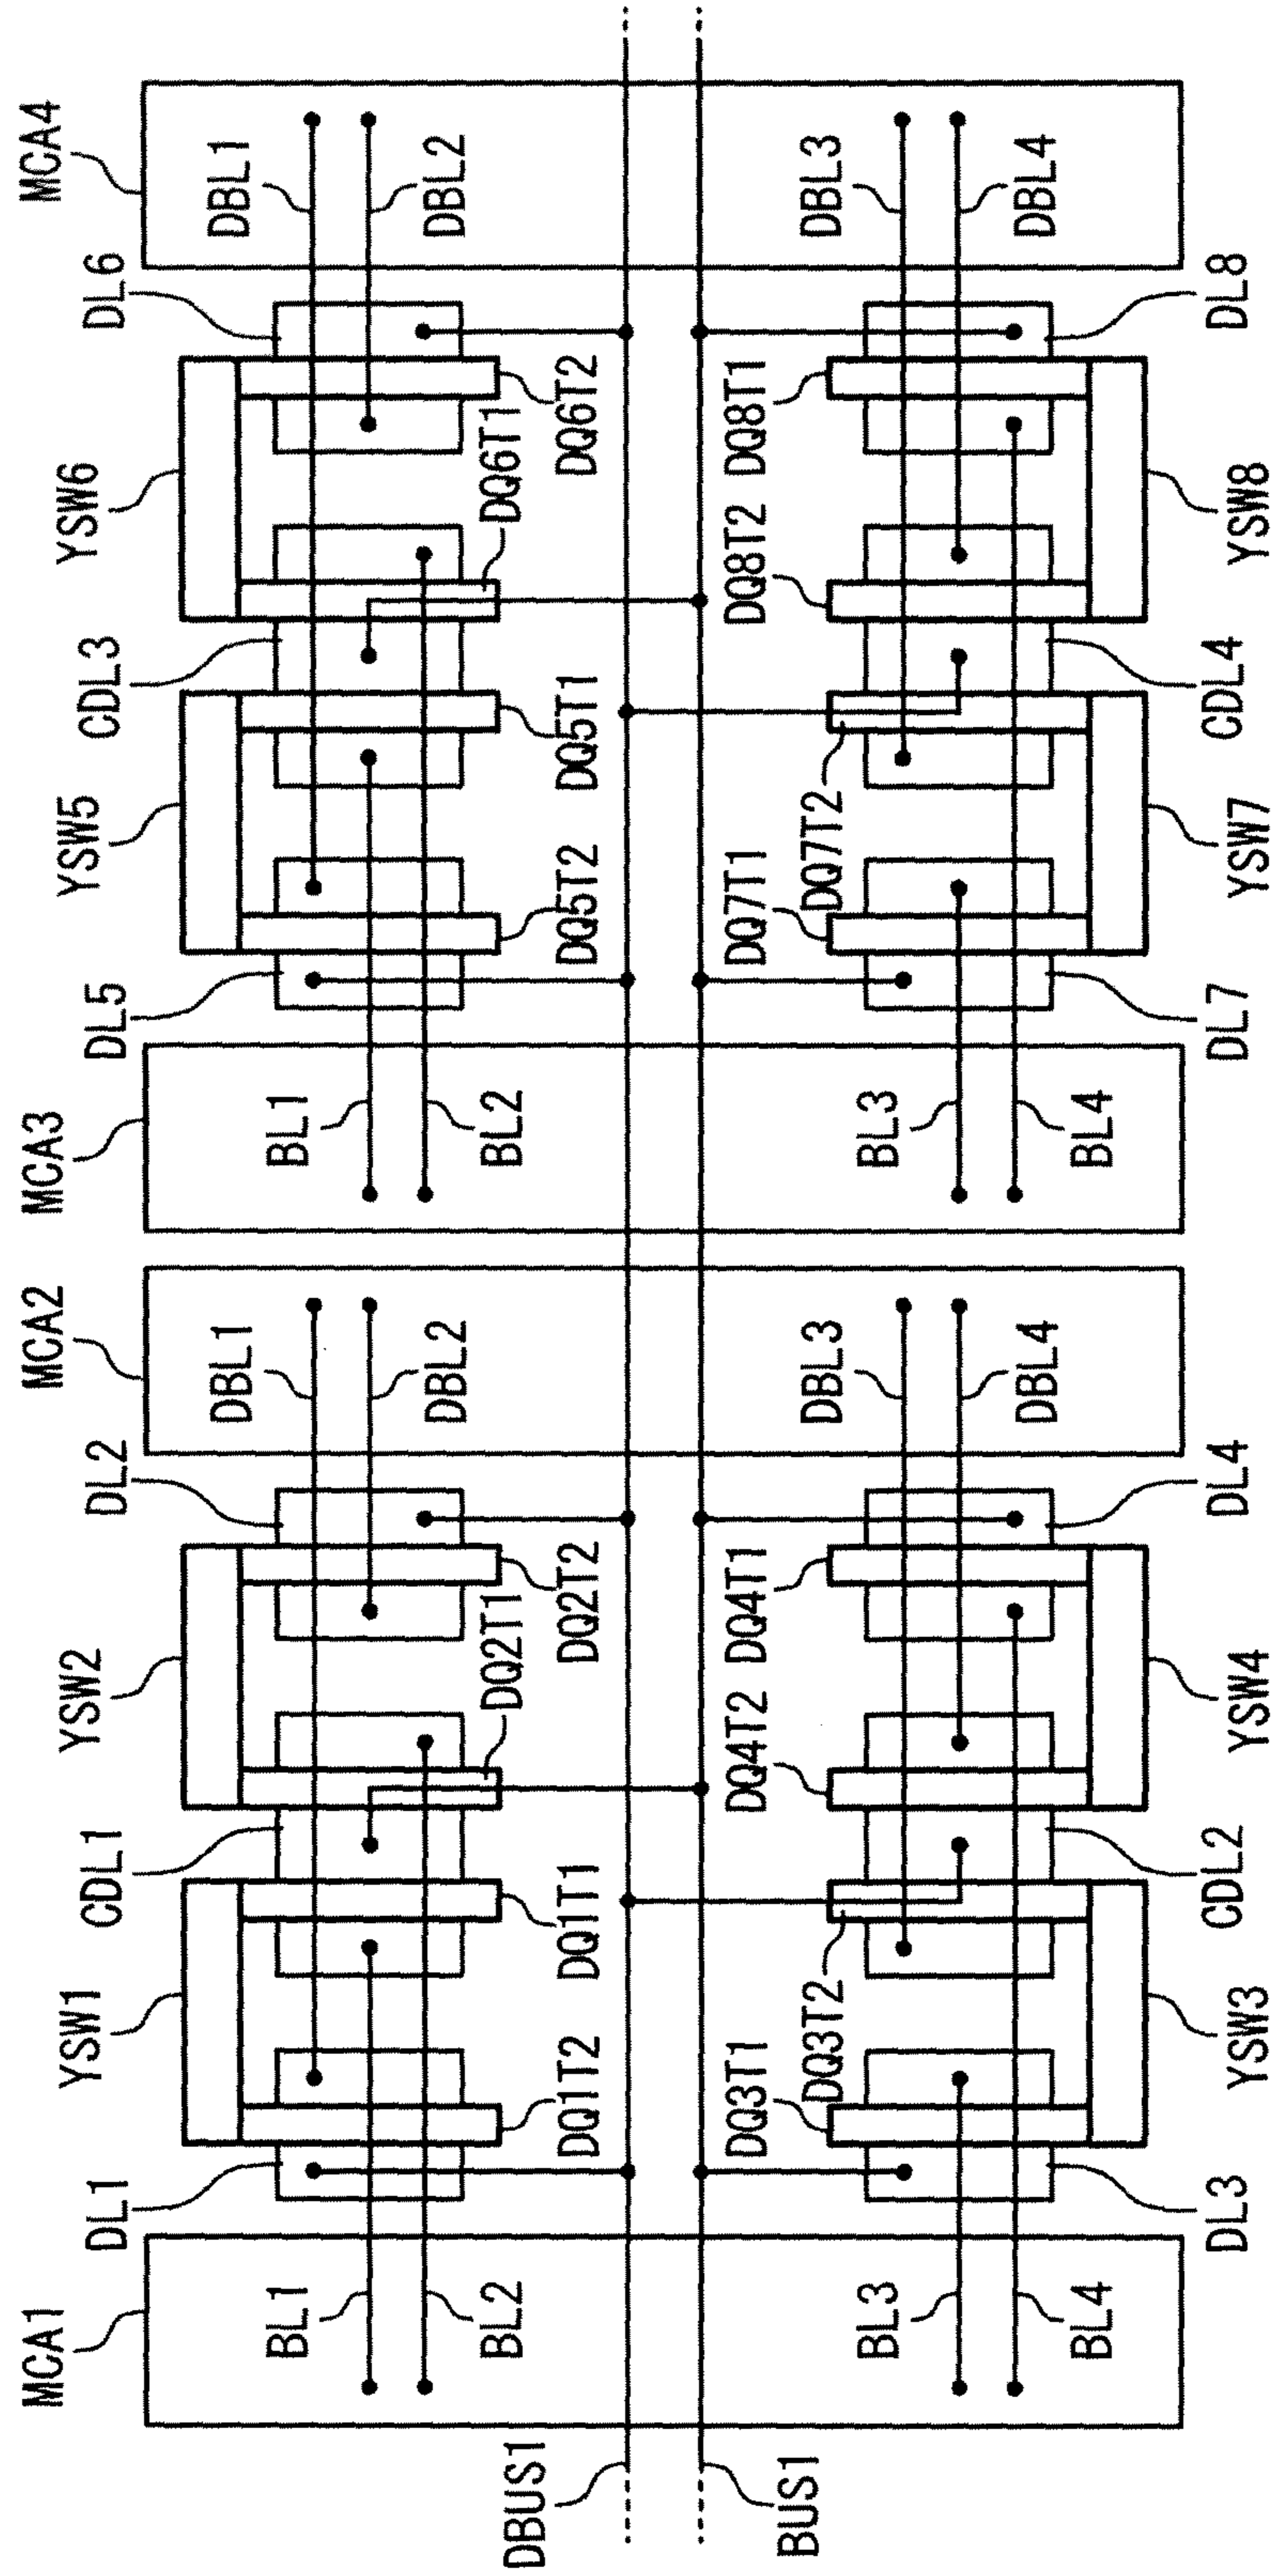 MCA1
MCA2
MCA3
MCA4
DL1
CDL1
DL2
DL5
CDL3
DL6
YSW1
YSW2
YSW5
YSW6
BL1
BL2
DBL1
DBL2
BL1
BL2
DBL1
DBL2
DQ1T2
DQ1T1
DQ2T1
DQ2T2
DQ5T2
DQ5T1
DQ6T1
DQ6T2
DBUS1
BUS1
DQ3T1
DQ3T2
DQ4T2
DQ4T1
DQ7T1
DQ7T2
DQ8T2
DQ8T1
BL3
BL4
DBL3
DBL4
BL3
BL4
DBL3
DBL4
DL3
CDL2
DL4
DL7
CDL4
DL8
YSW3
YSW4
YSW7
YSW8